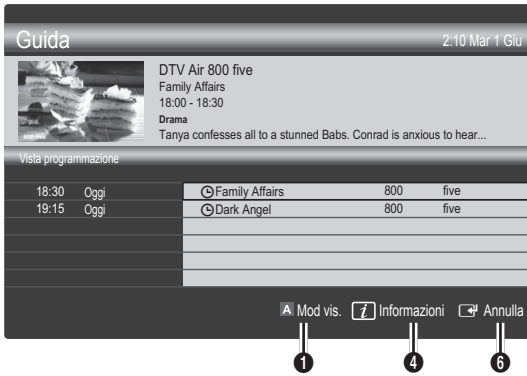 Guida 2:10 Mar 1 Giu
DTV Air 800 five
Family Affairs
18:00 - 18:30
Drama
Tanya confesses all to a stunned Babs. Conrad is anxious to hear...
800 five
Vista programmazione
18:30 Oggi Family Affairs 800 five
19:15 Oggi Dark Angel 800 five
A Mod vis. i Informazioni Annulla
1 4 6